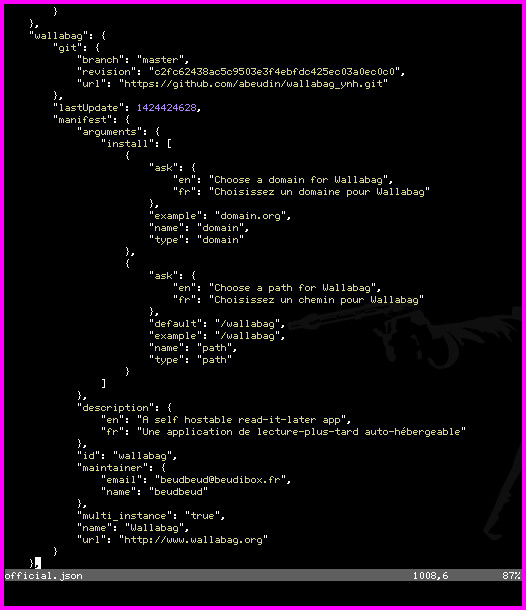 }
    },
    "wallabag": {
        "git": {
            "branch": "master",
            "revision": "c2fc62438ac5c9503e3f4ebfdc425ec03a0ec0c0",
            "url": "https://github.com/abeudin/wallabag_ynh.git"
        },
        "lastUpdate": 1424424628,
        "manifest": {
            "arguments": {
                "install": [
                    {
                        "ask": {
                            "en": "Choose a domain for Wallabag",
                            "fr": "Choisissez un domaine pour Wallabag"
                        },
                        "example": "domain.org",
                        "name": "domain",
                        "type": "domain"
                    },
                    {
                        "ask": {
                            "en": "Choose a path for Wallabag",
                            "fr": "Choisissez un chemin pour Wallabag"
                        },
                        "default": "/wallabag",
                        "example": "/wallabag",
                        "name": "path",
                        "type": "path"
                    }
                ]
            },
            "description": {
                "en": "A self hostable read-it-later app",
                "fr": "Une application de lecture-plus-tard auto-hébergeable"
            },
            "id": "wallabag",
            "maintainer": {
                "email": "beudbeud@beudibox.fr",
                "name": "beudbeud"
            },
            "multi_instance": "true",
            "name": "Wallabag",
            "url": "http://www.wallabag.org"
        }
    },
official.json 1008,6 87%